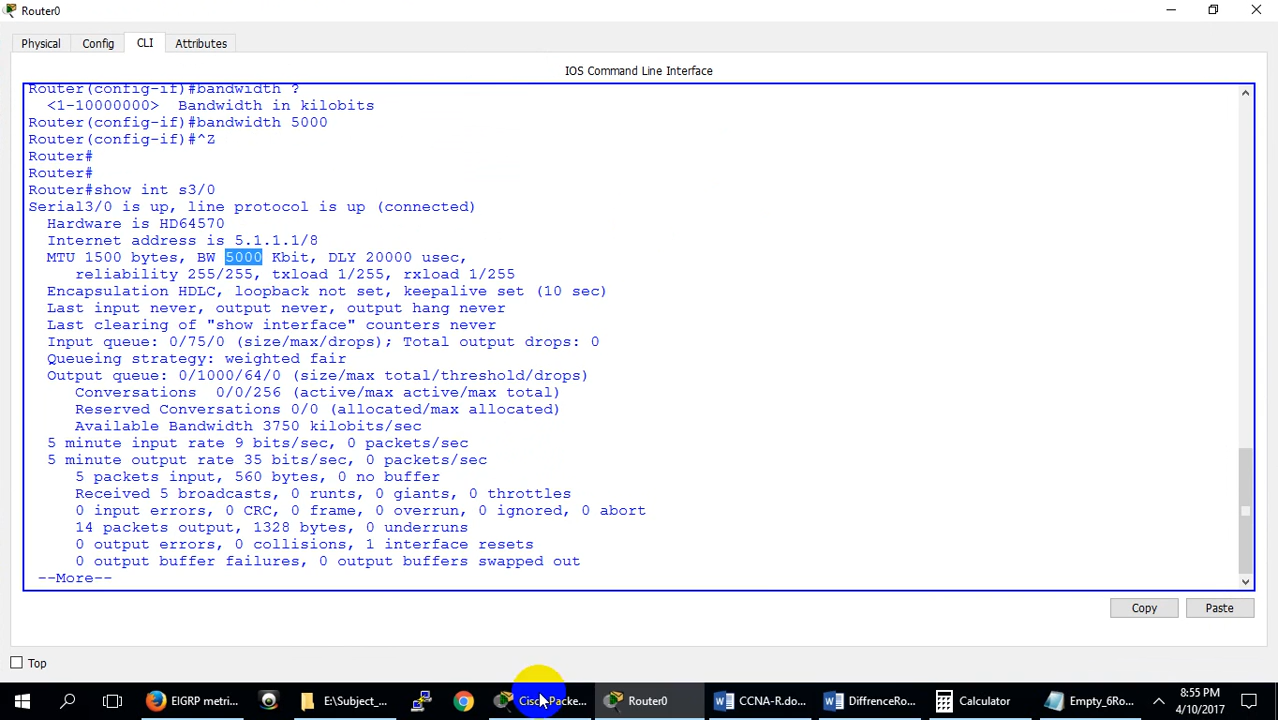 Router0
Physical Config CLI Attributes
IOS Command Line Interface
Router(config-if)#bandwidth ?
<1-10000000> Bandwidth in kilobits
Router(config-if)#bandwidth 5000
Router(config-if)#^Z
Router#
Router#
Router#show int s3/0
Serial3/0 is up, line protocol is up (connected)
Hardware is HD64570
Internet address is 5.1.1.1/8
MTU 1500 bytes, BW 5000 Kbit, DLY 20000 usec,
reliability 255/255, txload 1/255, rxload 1/255
Encapsulation HDLC, loopback not set, keepalive set (10 sec)
Last input never, output never, output hang never
Last clearing of "show interface" counters never
Input queue: 0/75/0 (size/max/drops); Total output drops: 0
Queueing strategy: weighted fair
Output queue: 0/1000/64/0 (size/max total/threshold/drops)
Conversations 0/0/256 (active/max active/max total)
Reserved Conversations 0/0 (allocated/max allocated)
Available Bandwidth 3750 kilobits/sec
5 minute input rate 9 bits/sec, 0 packets/sec
5 minute output rate 35 bits/sec, 0 packets/sec
5 packets input, 560 bytes, 0 no buffer
Received 5 broadcasts, 0 runts, 0 giants, 0 throttles
0 input errors, 0 CRC, 0 frame, 0 overrun, 0 ignored, 0 abort
14 packets output, 1328 bytes, 0 underruns
0 output errors, 0 collisions, 1 interface resets
0 output buffer failures, 0 output buffers swapped out
--More--
Copy Paste
Top
EIGRP metri... E:\Subject_... Cisco Packe... Router0 CCNA-R.do... DiffrenceRo... Calculator Empty_6Ro... 8:55 PM
4/10/2017